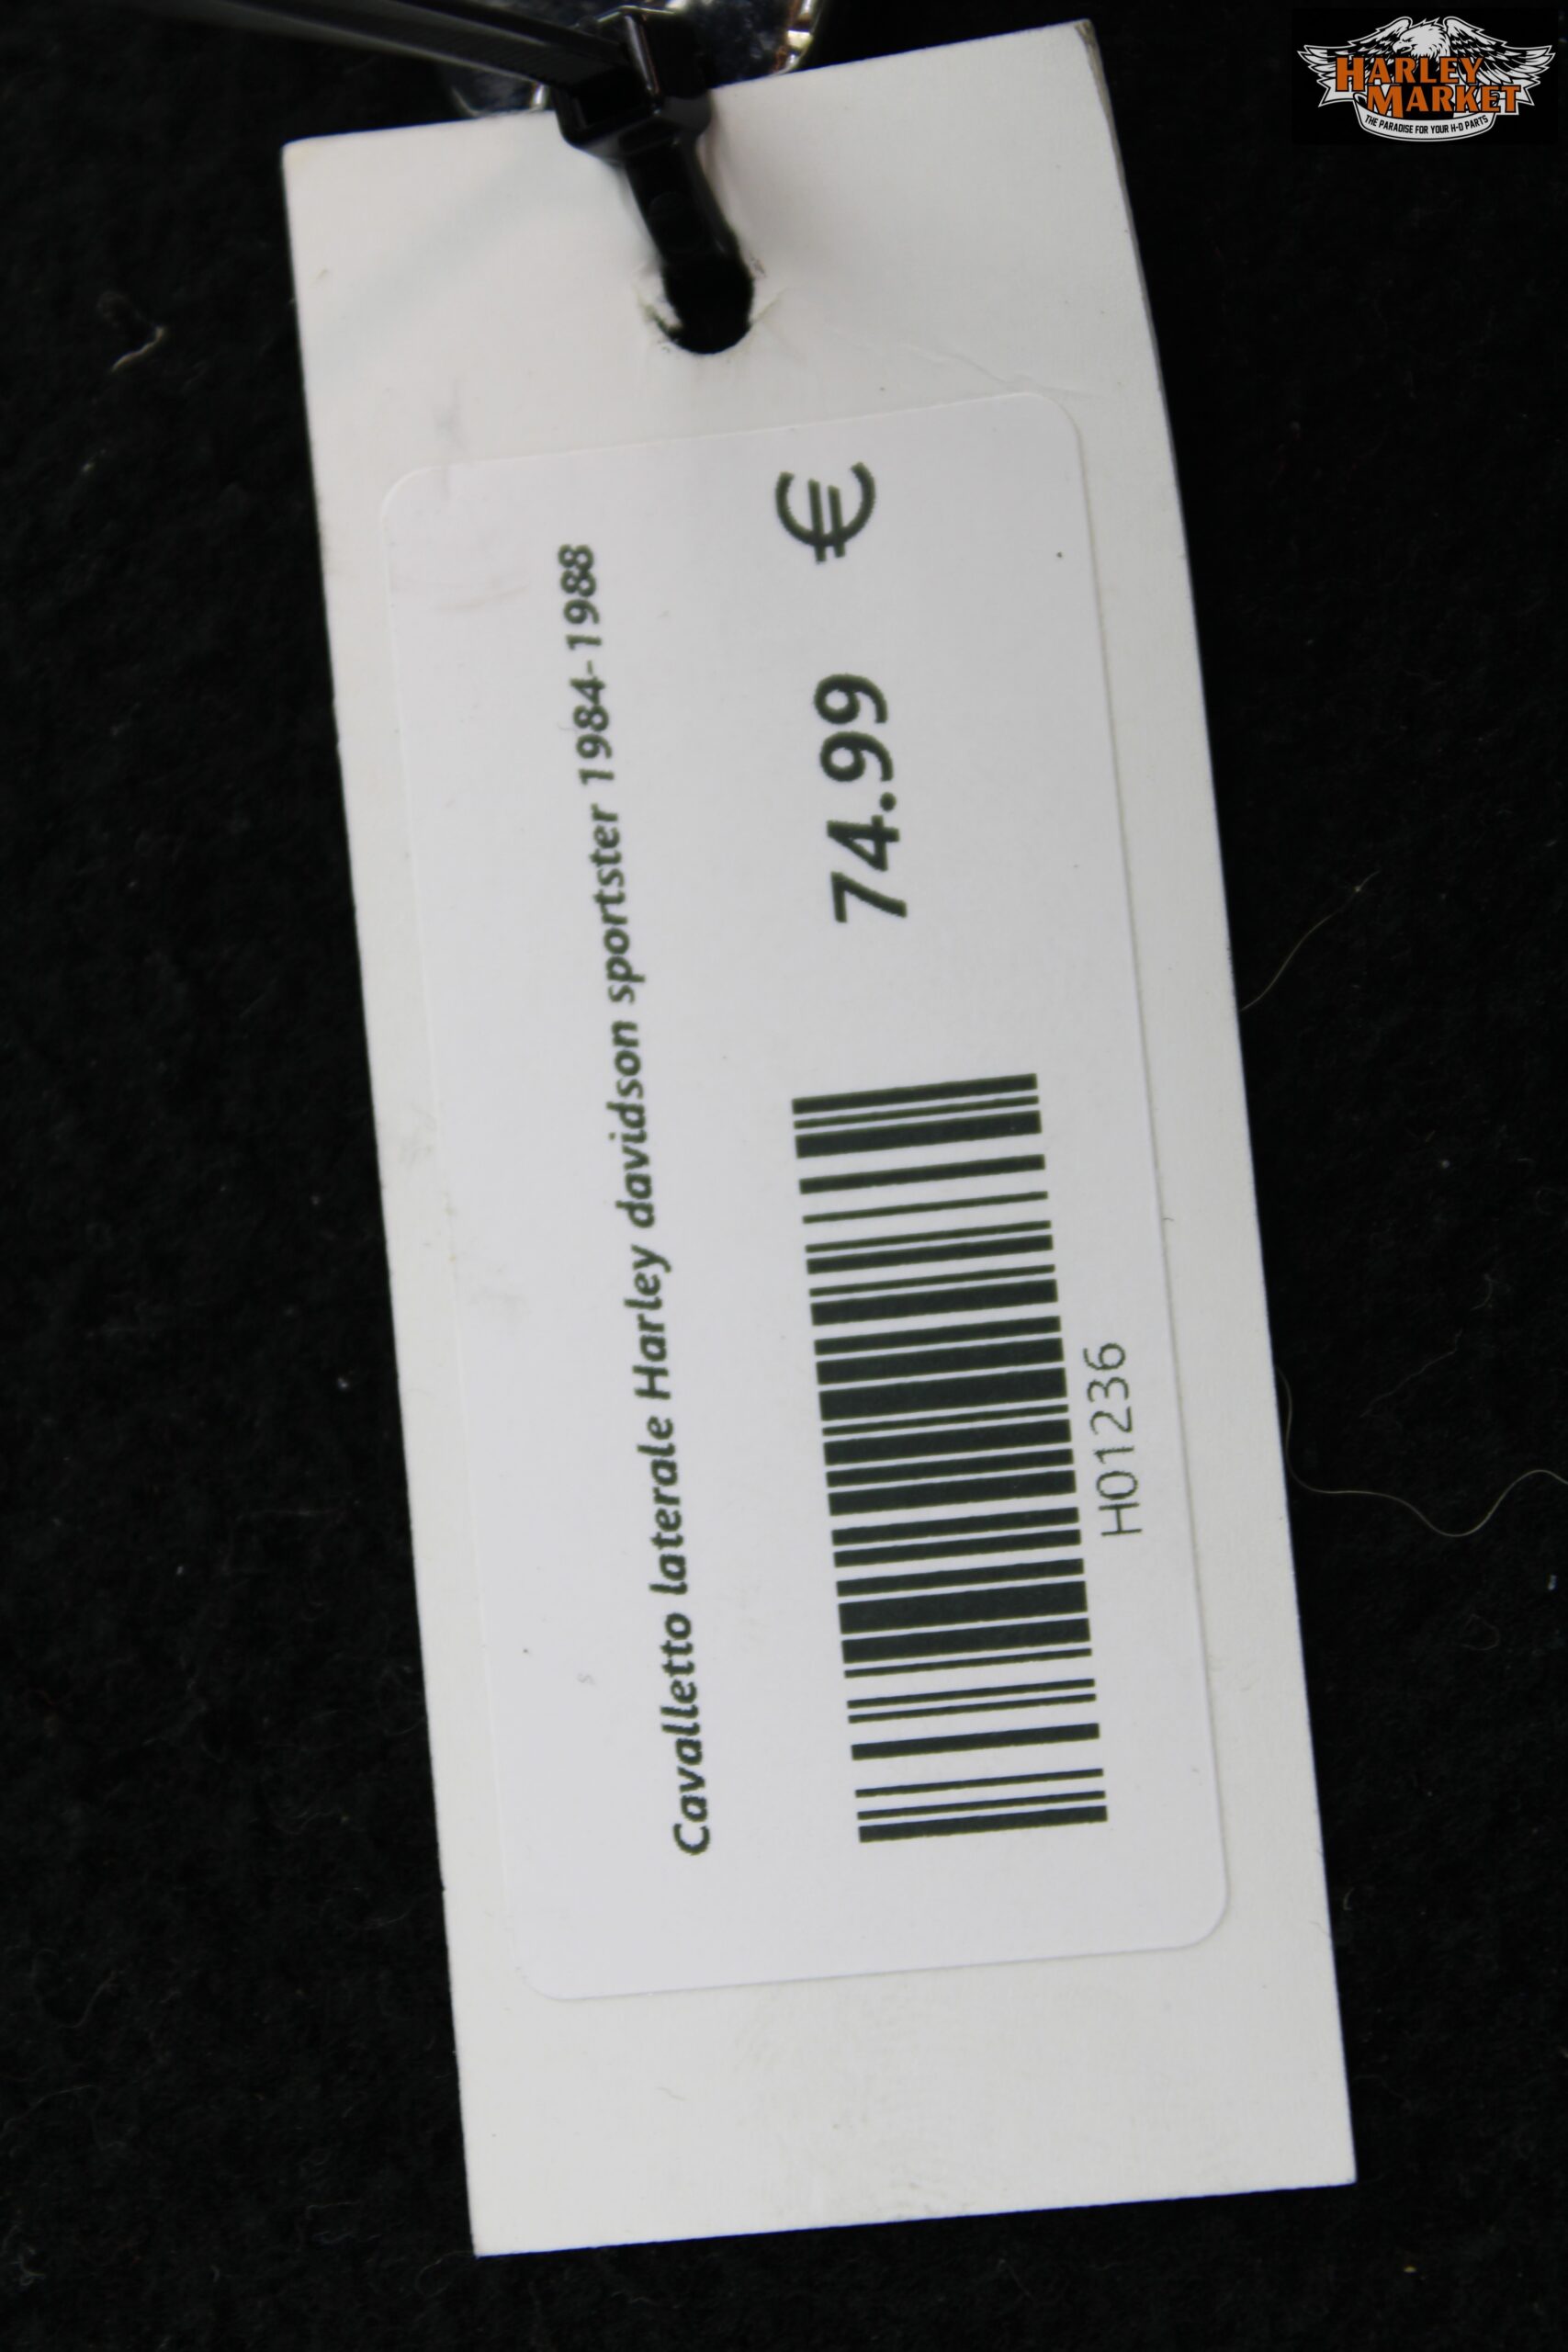 HARLEY
MARKET
THE PARADISE FOR YOUR H-D PARTS
Cavalletto laterale Harley davidson sportster 1984-1988
74.99 €
H01236